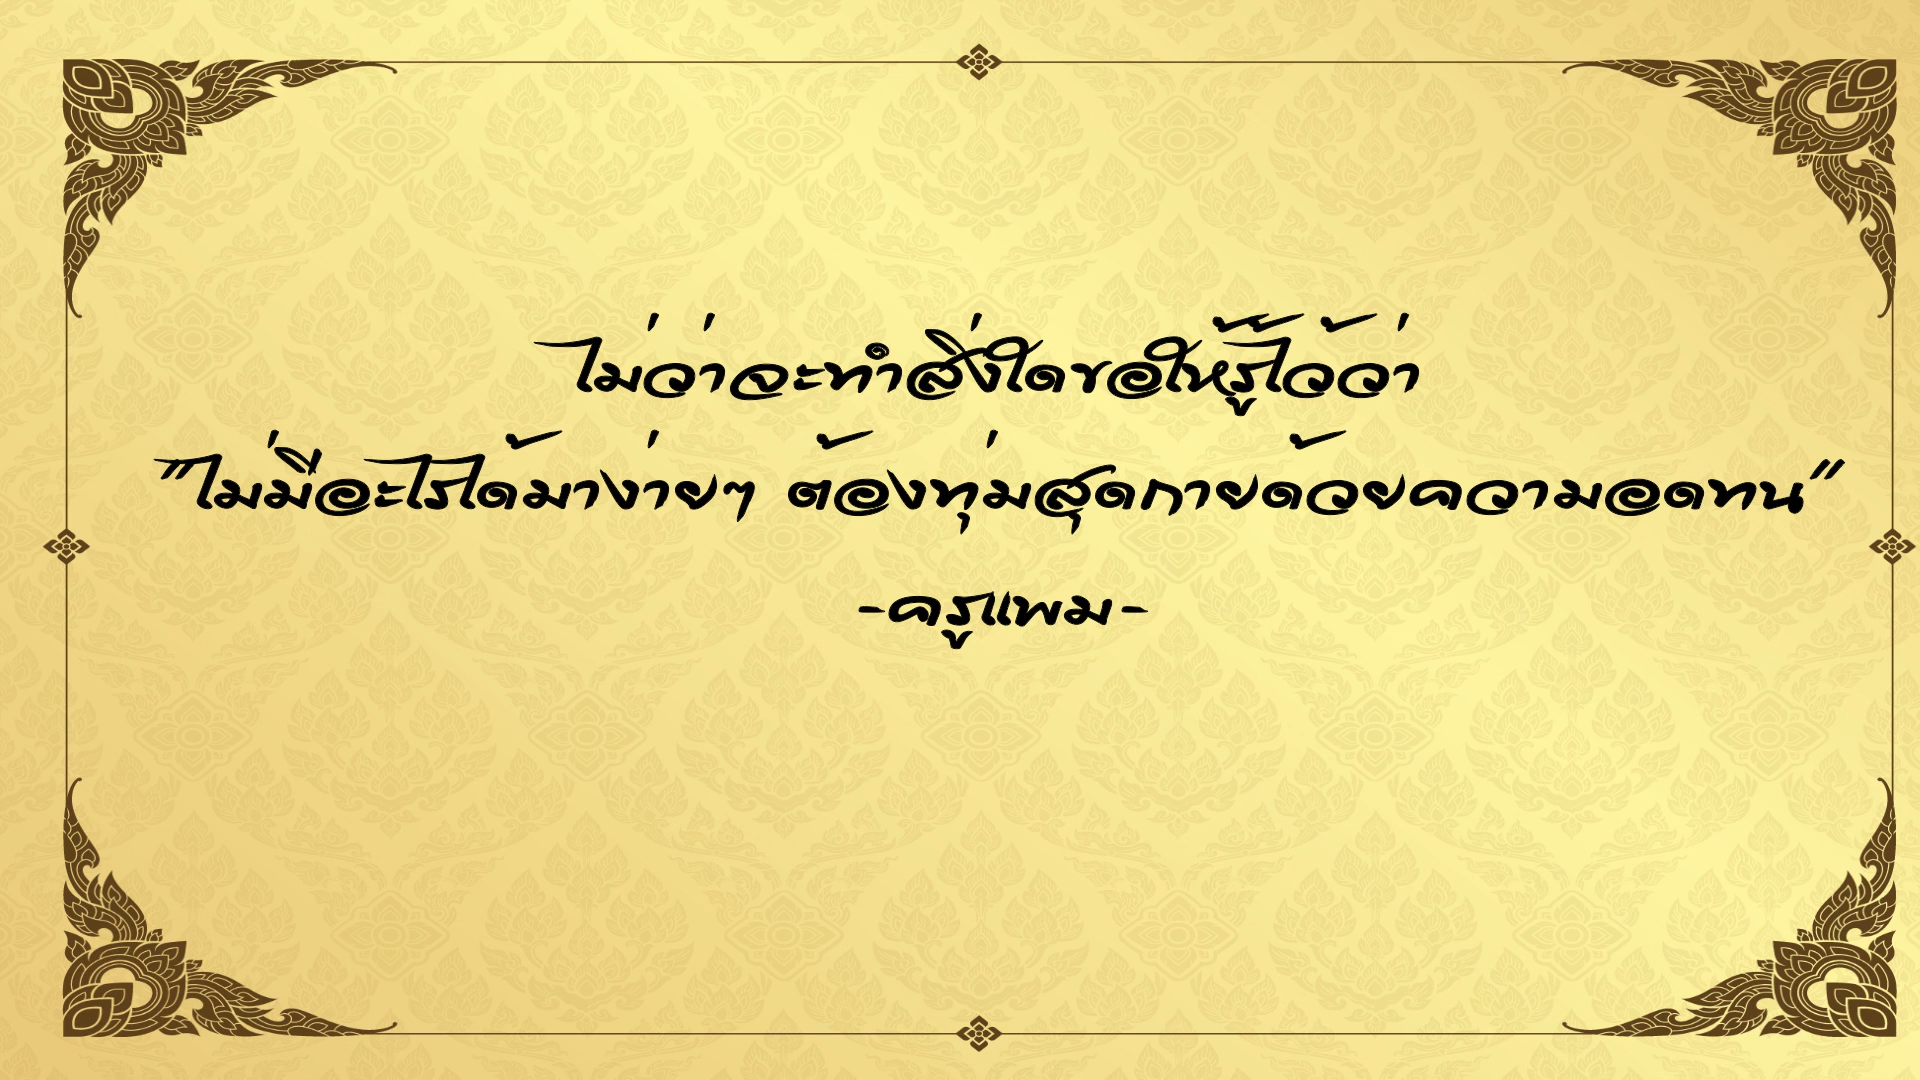 ไม่ว่าจะทำสิ่งใดขอให้รู้ไว้ว่า
"ไม่มีอะไรได้มาง่ายๆ ต้องทุ่มสุดกายด้วยความอดทน"
-ครูแพม-